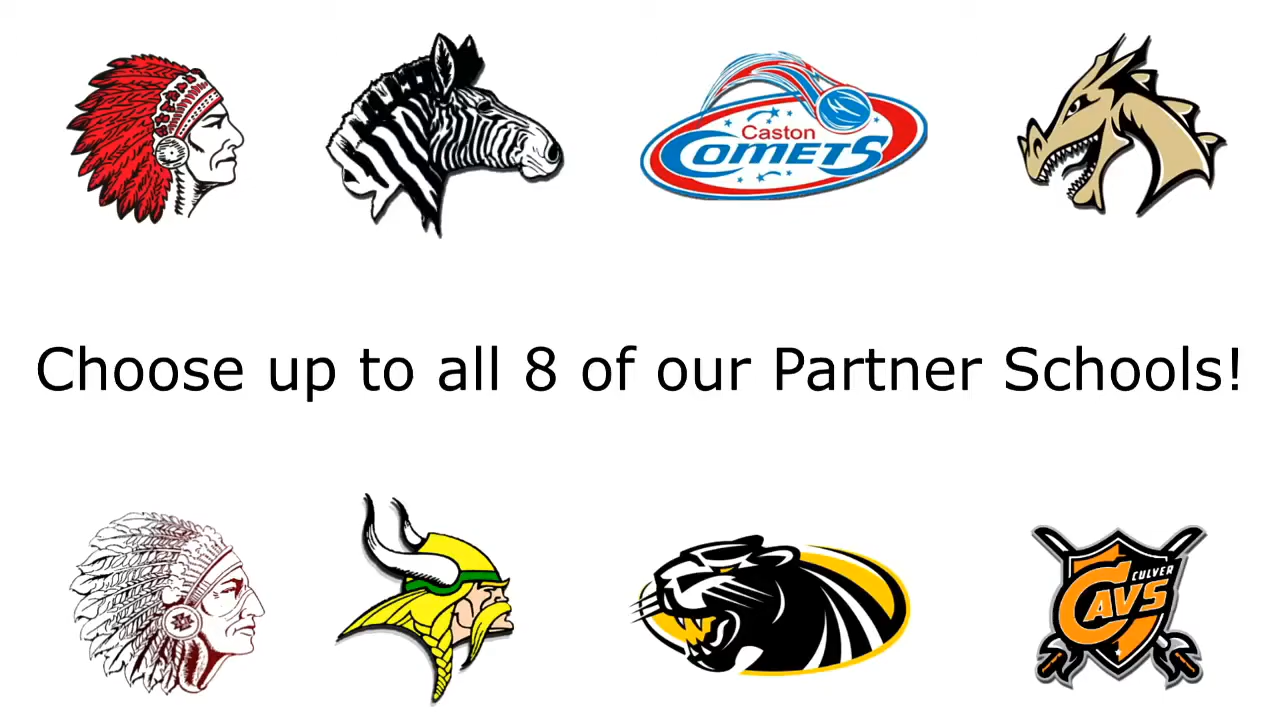 Caston
COMETS
Choose up to all 8 of our Partner Schools!
CULVER
CAVS